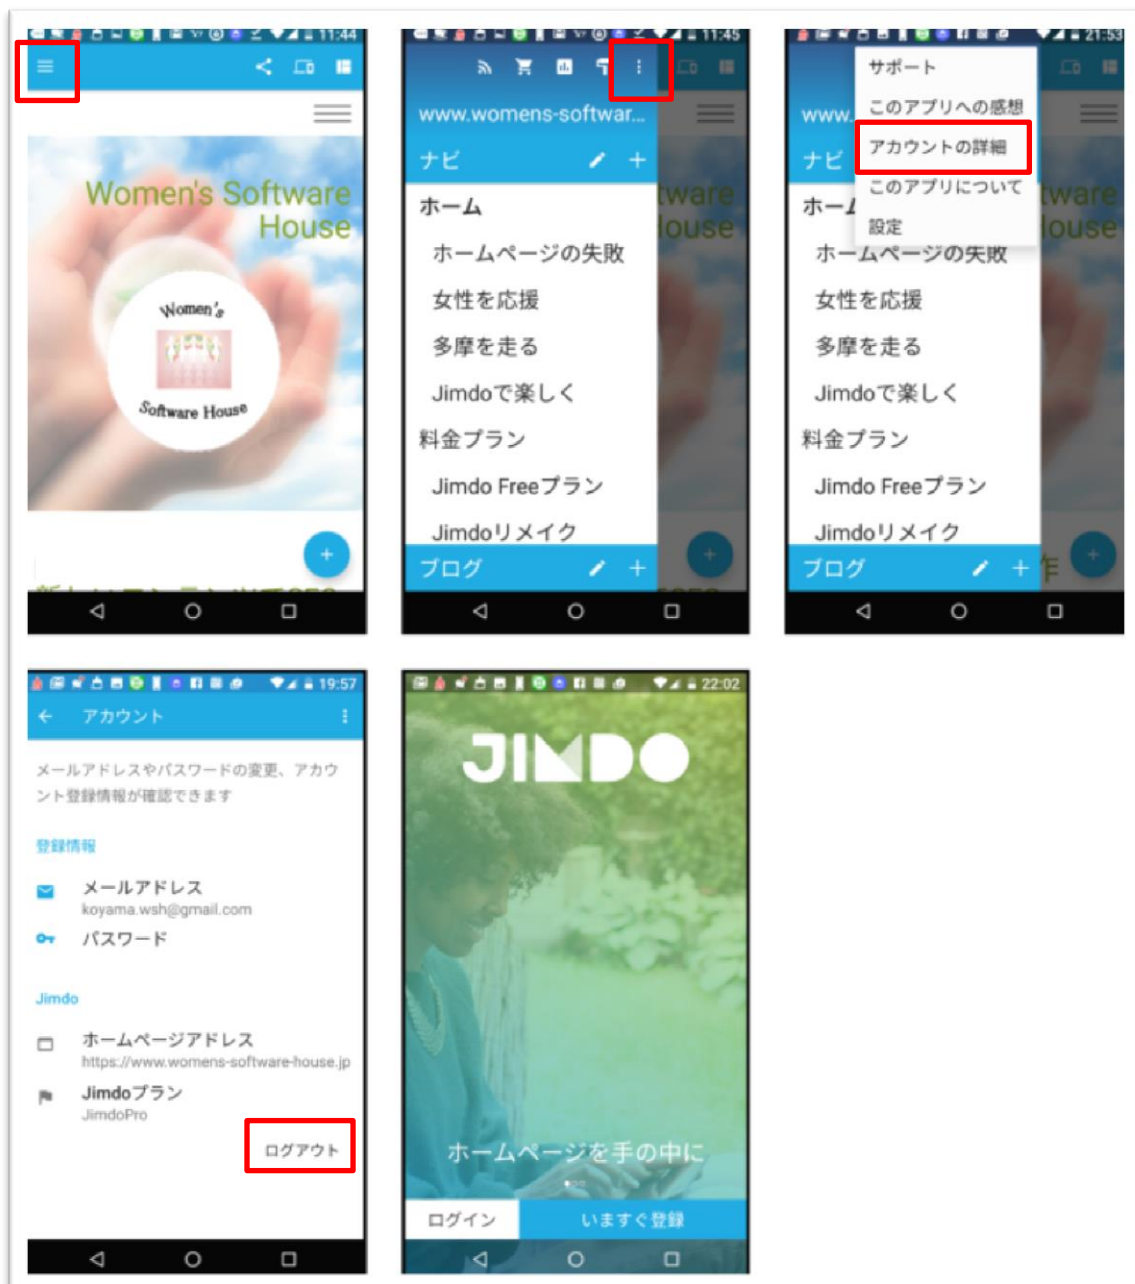 11:44
Women's Software
House
Women's
Software House
11:45
www.womens-softwar...
ナビ
ホーム
ホームページの失敗
女性を応援
多摩を走る
Jimdoで楽しく
料金プラン
Jimdo Freeプラン
Jimdoリメイク
ブログ
21:53
サポート
このアプリへの感想
アカウントの詳細
このアプリについて
設定
www.
ナビ
ホーム
ホームページの失敗
女性を応援
多摩を走る
Jimdoで楽しく
料金プラン
Jimdo Freeプラン
Jimdoリメイク
ブログ
19:57
アカウント
メールアドレスやパスワードの変更、アカウ
ント登録情報が確認できます
登録情報
メールアドレス
koyama.wsh@gmail.com
パスワード
Jimdo
ホームページアドレス
https://www.womens-software-house.jp
Jimdoプラン
JimdoPro
ログアウト
22:02
JIMDO
ホームページを手の中に
ログイン
いますぐ登録